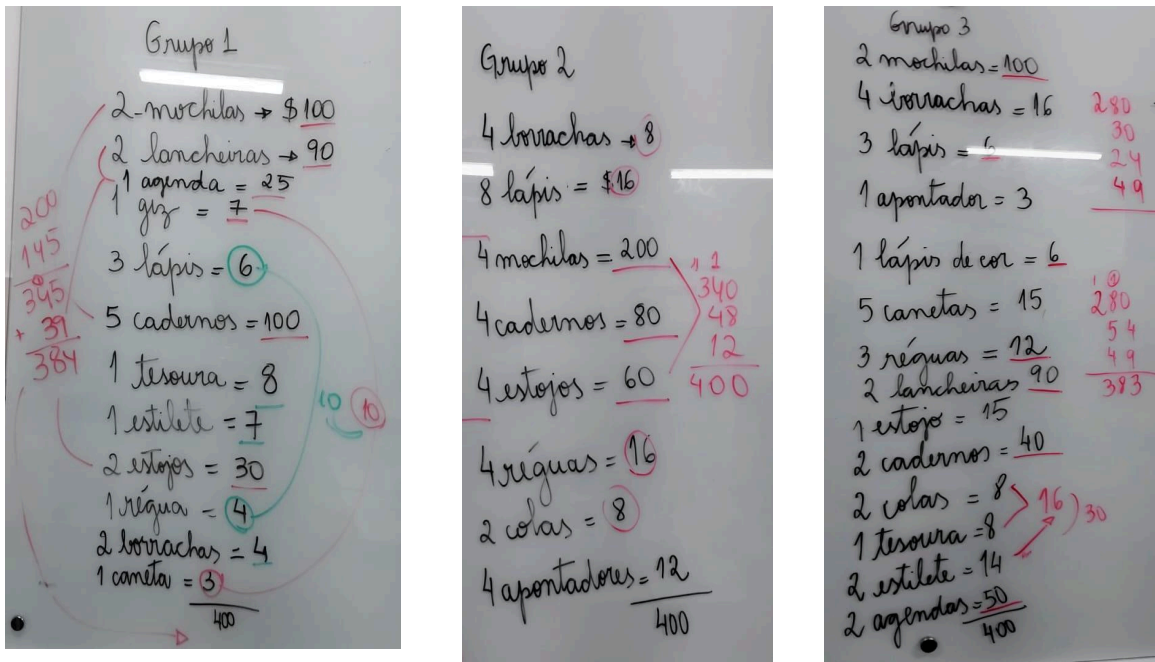 Grupo 1
2 mochilas → $100
2 lancheiras → 90
1 agenda = 25
1 giz = 7
3 lápis = 6
5 cadernos = 100
1 tesoura = 8
1 estilete = 7
2 estojos = 30
1 régua = 4
2 borrachas = 4
1 caneta = 3
400
200
145
345
+ 39
384
10
10
Grupo 2
4 borrachas → 8
8 lápis = $16
4 mochilas = 200
4 cadernos = 80
4 estojos = 60
4 réguas = 16
2 colas = 8
4 apontadores = 12
400
340
48
12
400
Grupo 3
2 mochilas = 100
4 borrachas = 16
3 lápis = 6
1 apontador = 3
1 lápis de cor = 6
5 canetas = 15
3 réguas = 12
2 lancheiras 90
1 estojo = 15
2 cadernos = 40
2 colas = 8
1 tesoura = 8
2 estilete = 14
2 agendas = 50
400
280
30
24
49
280
54
49
383
16
30